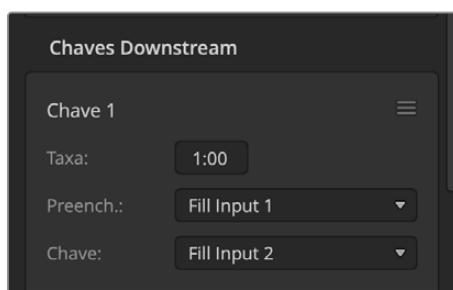 Chaves Downstream
Chave 1
Taxa: 1:00
Preench.: Fill Input 1
Chave: Fill Input 2